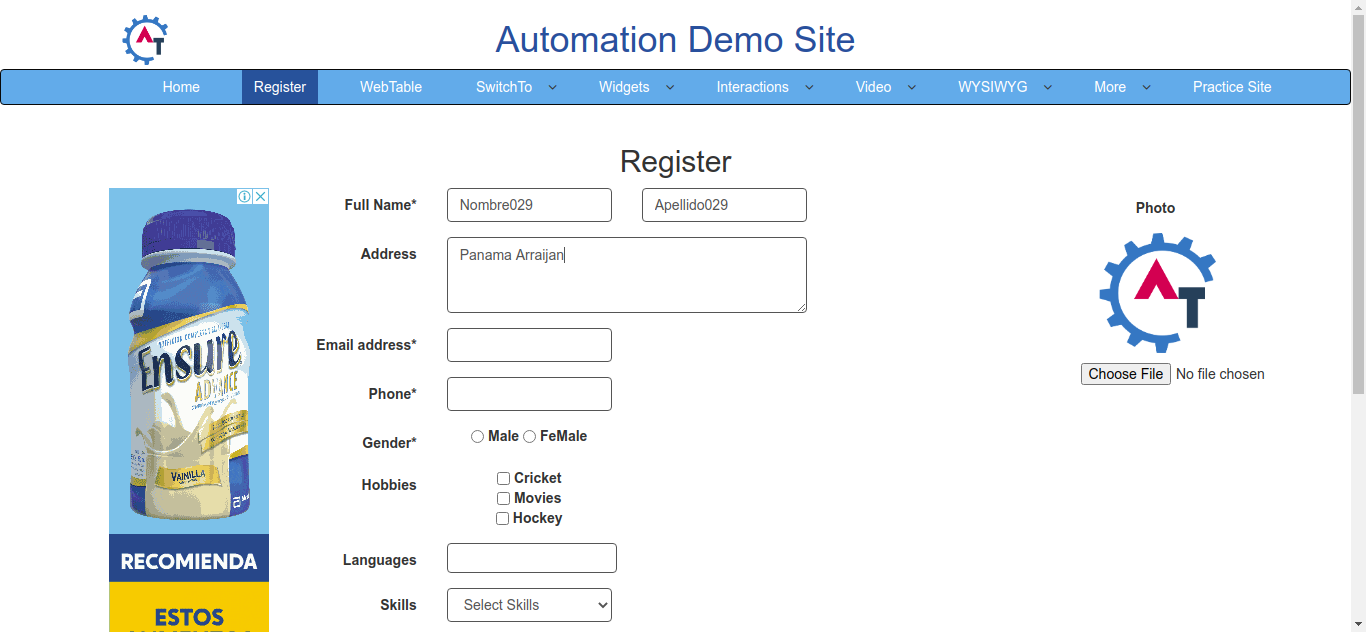 AT
Automation Demo Site
Home Register WebTable SwitchTo Widgets Interactions Video WYSIWYG More Practice Site
Register
Full Name* Nombre029 Apellido029
Photo
Address Panama Arraijan
AT
Email address*
Choose File No file chosen
Phone*
Gender* Male FeMale
Hobbies Cricket
Movies
Hockey
Languages
Skills Select Skills
Ensure
ADVANCE
VAINILLA
RECOMIENDA
ESTOS